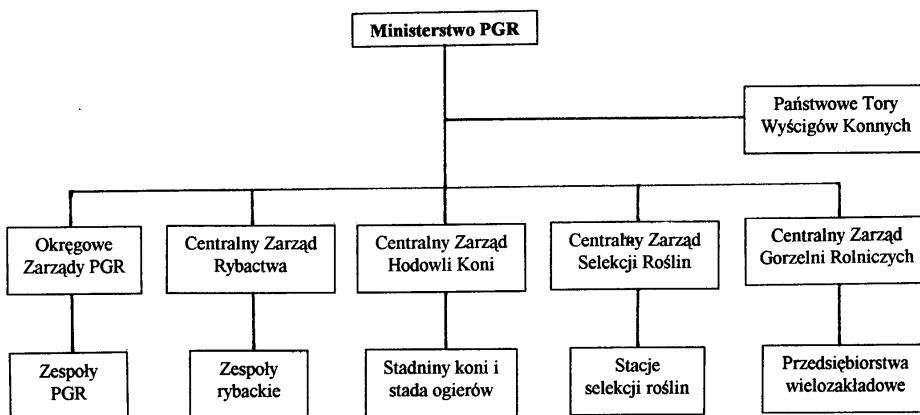 Ministerstwo PGR
Państwowe Tory
Wyścigów Konnych
Okręgowe
Zarządy PGR
Centralny Zarząd
Rybactwa
Centralny Zarząd
Hodowli Koni
Centralny Zarząd
Selekcji Roślin
Centralny Zarząd
Gorzelni Rolniczych
Zespoły
PGR
Zespoły
rybackie
Stadniny koni i
stada ogierów
Stacje
selekcji roślin
Przedsiębiorstwa
wielozakładowe